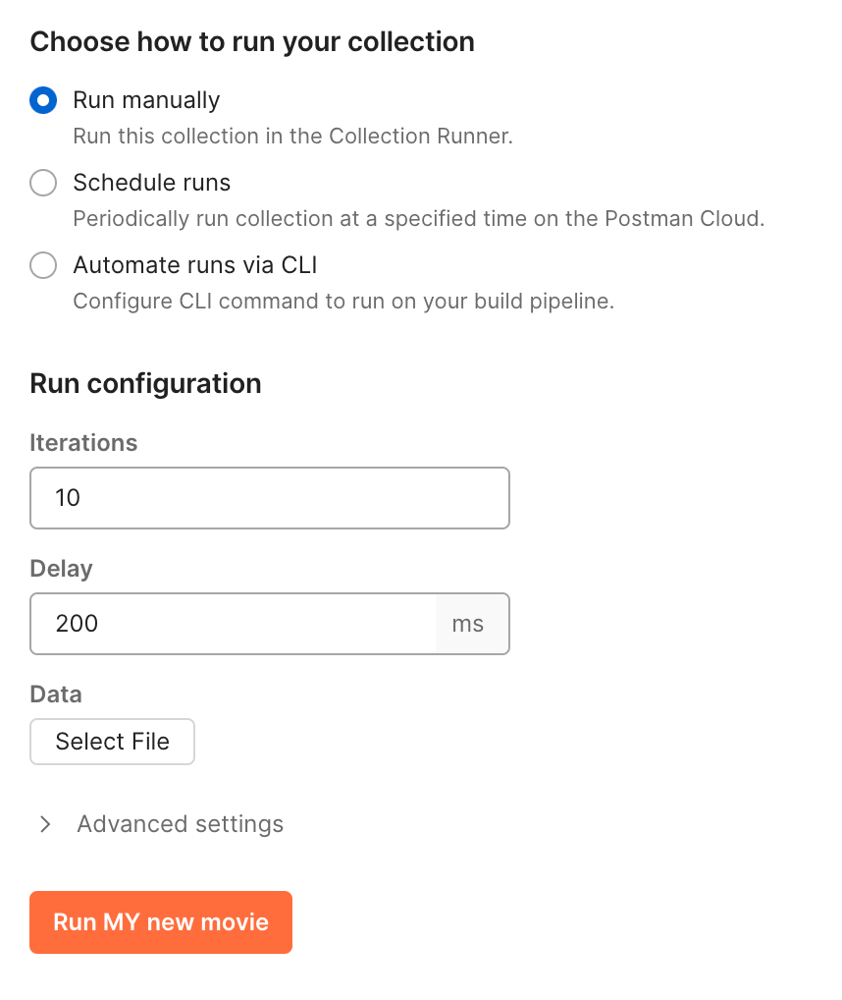 Choose how to run your collection
Run manually
Run this collection in the Collection Runner.
Schedule runs
Periodically run collection at a specified time on the Postman Cloud.
Automate runs via CLI
Configure CLI command to run on your build pipeline.
Run configuration
Iterations
10
Delay
200 ms
Data
Select File
Advanced settings
Run MY new movie